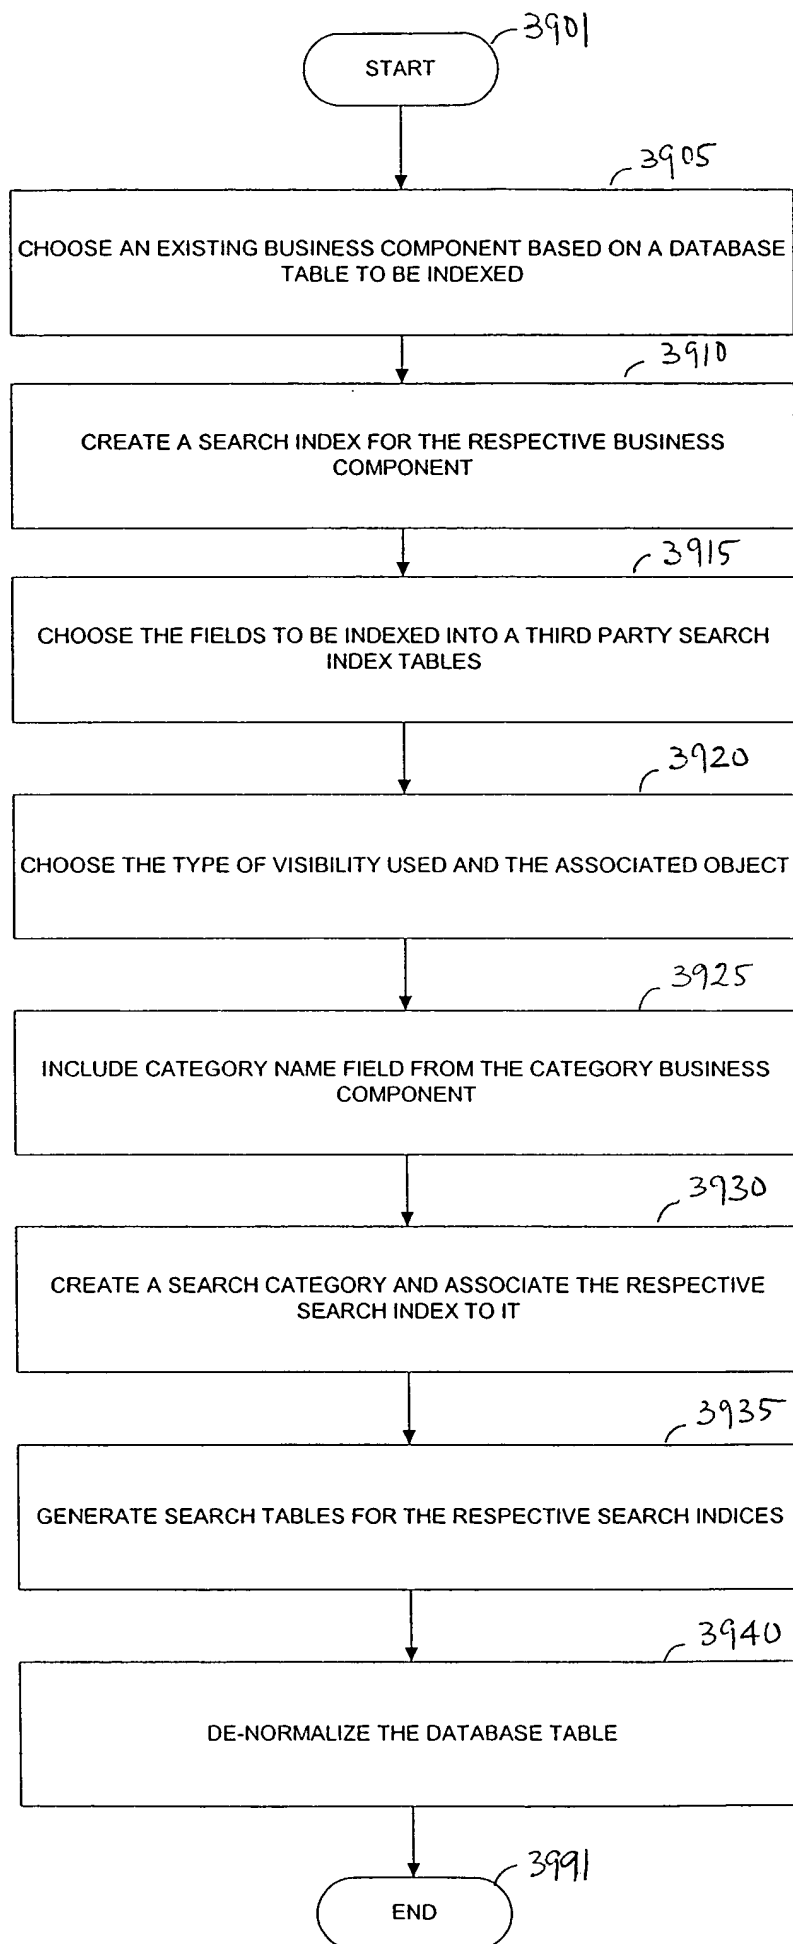 3901
START
3905
CHOOSE AN EXISTING BUSINESS COMPONENT BASED ON A DATABASE
TABLE TO BE INDEXED
3910
CREATE A SEARCH INDEX FOR THE RESPECTIVE BUSINESS
COMPONENT
3915
CHOOSE THE FIELDS TO BE INDEXED INTO A THIRD PARTY SEARCH
INDEX TABLES
3920
CHOOSE THE TYPE OF VISIBILITY USED AND THE ASSOCIATED OBJECT
3925
INCLUDE CATEGORY NAME FIELD FROM THE CATEGORY BUSINESS
COMPONENT
3930
CREATE A SEARCH CATEGORY AND ASSOCIATE THE RESPECTIVE
SEARCH INDEX TO IT
3935
GENERATE SEARCH TABLES FOR THE RESPECTIVE SEARCH INDICES
3940
DE-NORMALIZE THE DATABASE TABLE
3991
END